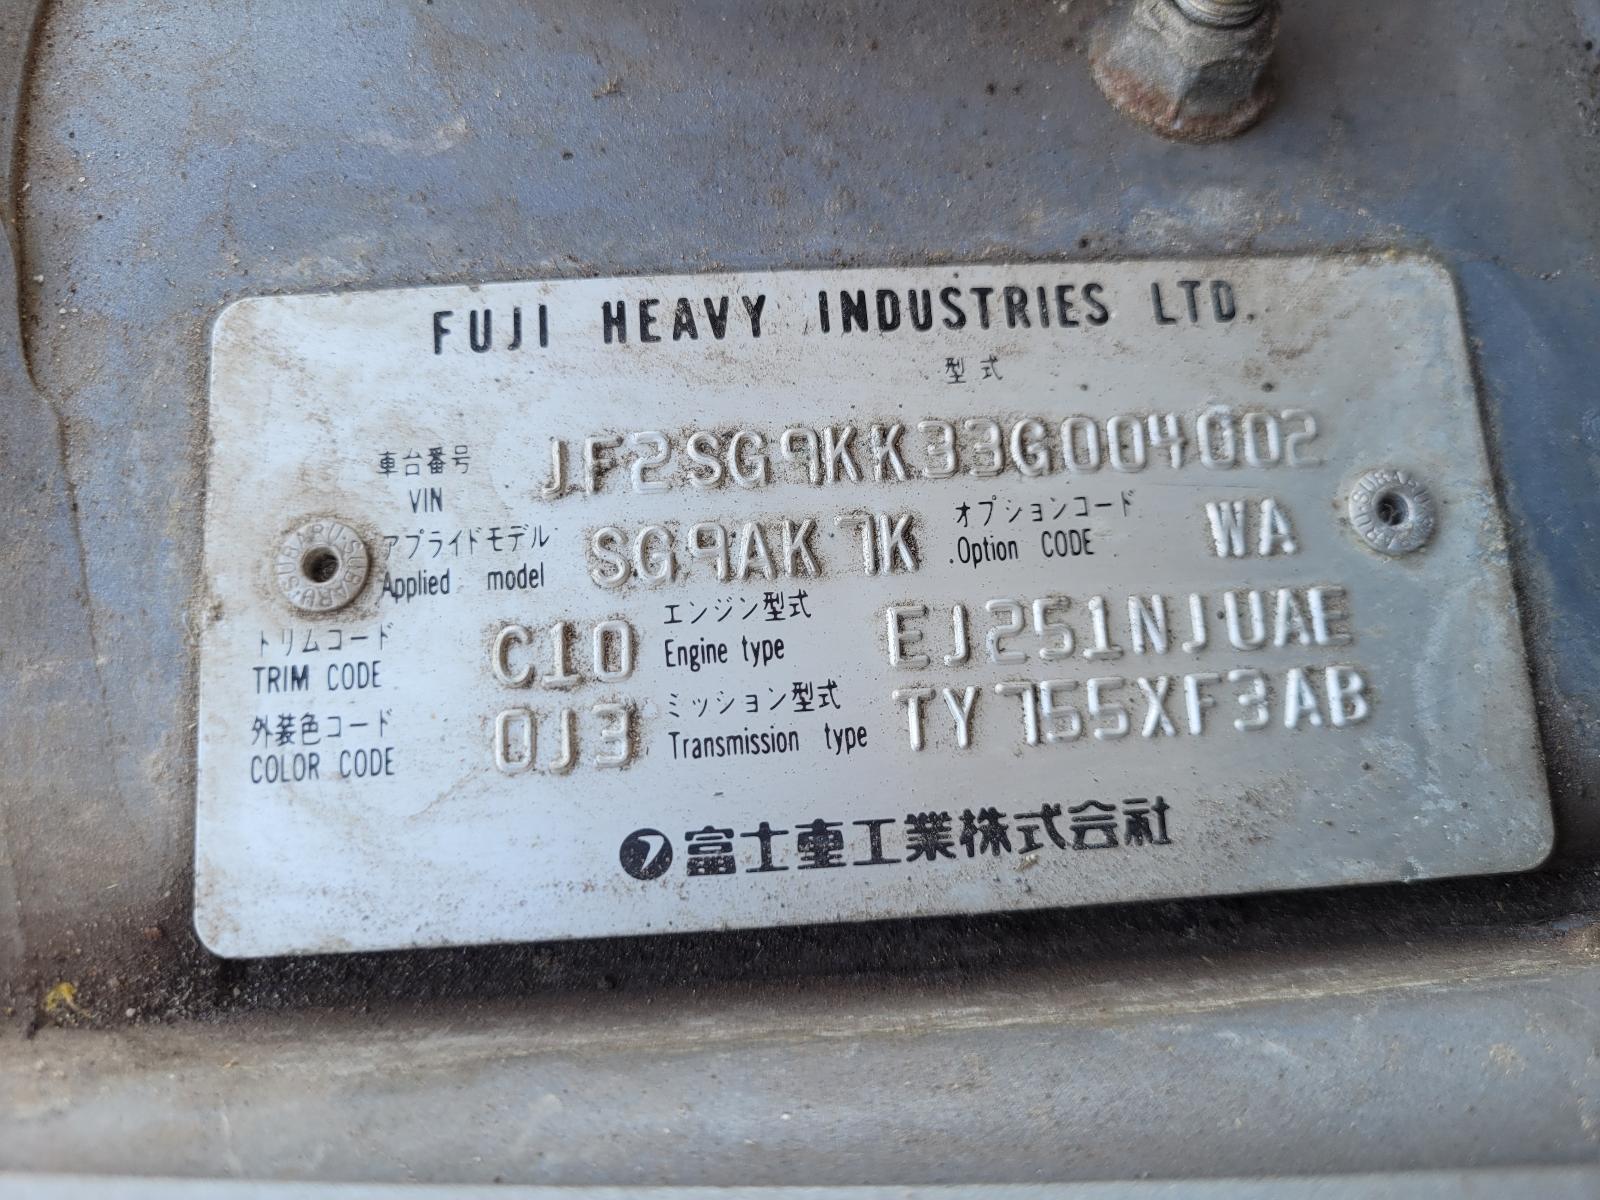 FUJI HEAVY INDUSTRIES LTD.
型式
車台番号 VIN JF2SG9KK33G004002
アプライドモデル Applied model SG9AK7K オプションコード Option CODE WA
トリムコード TRIM CODE C10 エンジン型式 Engine type EJ251NJUAE
外装色コード COLOR CODE 0J3 ミッション型式 Transmission type TY755XF3AB
富士重工業株式会社
SUBARU·SUBARU
SUBARU